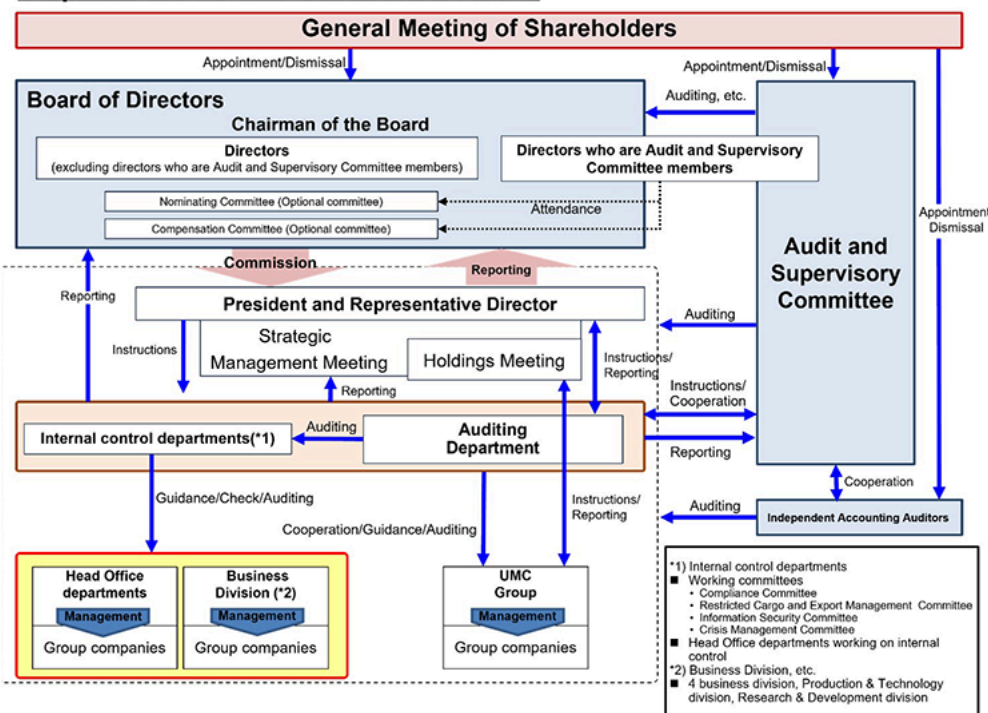 General Meeting of Shareholders
Appointment/Dismissal
Appointment/Dismissal
Board of Directors
Auditing, etc.
Chairman of the Board
Directors
(excluding directors who are Audit and Supervisory Committee members)
Directors who are Audit and Supervisory
Committee members
Nominating Committee (Optional committee)
Attendance
Compensation Committee (Optional committee)
Appointment/
Dismissal
Audit and
Supervisory
Committee
Commission
Reporting
Reporting
President and Representative Director
Auditing
Instructions
Strategic
Management Meeting
Holdings Meeting
Instructions/
Reporting
Reporting
Instructions/
Cooperation
Internal control departments(*1)
Auditing
Auditing
Department
Reporting
Cooperation
Guidance/Check/Auditing
Cooperation/Guidance/Auditing
Instructions/
Reporting
Auditing
Independent Accounting Auditors
Head Office
departments
Management
Group companies
Business
Division (*2)
Management
Group companies
UMC
Group
Management
Group companies
*1) Internal control departments
■ Working committees
・ Compliance Committee
・ Restricted Cargo and Export Management Committee
・ Information Security Committee
・ Crisis Management Committee
■ Head Office departments working on internal
control
*2) Business Division, etc.
■ 4 business division, Production & Technology
division, Research & Development division